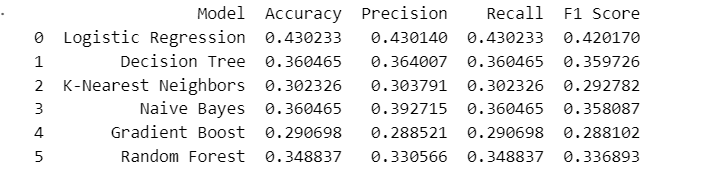 Model Accuracy Precision Recall F1 Score
0 Logistic Regression 0.430233 0.430140 0.430233 0.420170
1 Decision Tree 0.360465 0.364007 0.360465 0.359726
2 K-Nearest Neighbors 0.302326 0.303791 0.302326 0.292782
3 Naive Bayes 0.360465 0.392715 0.360465 0.358087
4 Gradient Boost 0.290698 0.288521 0.290698 0.288102
5 Random Forest 0.348837 0.330566 0.348837 0.336893